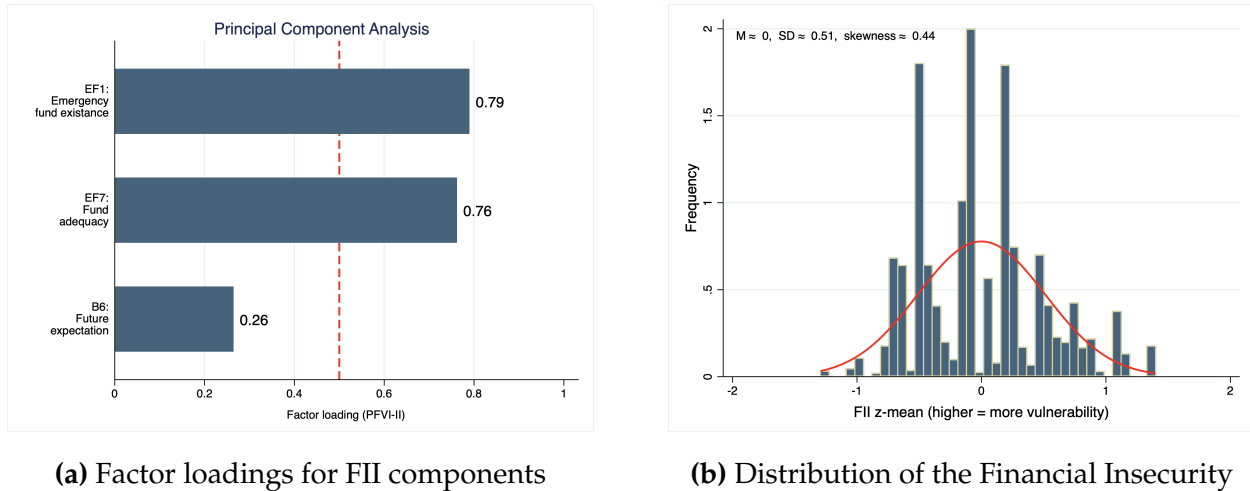 Principal Component Analysis
EF1:
Emergency
fund existance
0.79
EF7:
Fund
adequacy
0.76
B6:
Future
expectation
0.26
0
0.2
0.4
0.6
0.8
1
Factor loading (PFVI-II)
(a) Factor loadings for FII components
M ≈ 0, SD ≈ 0.51, skewness ≈ 0.44
Frequency
2
1.5
1
.5
0
-2
-1
0
1
2
FII z-mean (higher = more vulnerability)
(b) Distribution of the Financial Insecurity